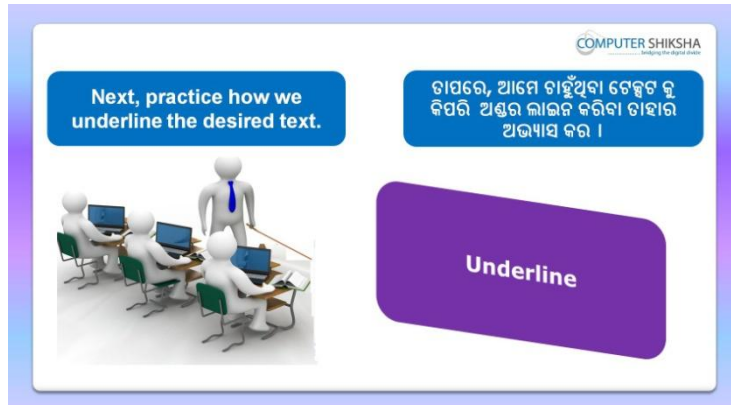 COMPUTER SHIKSHA
bridging the digital divide
Next, practice how we
underline the desired text.
ତାପରେ, ଆମେ ଚାହୁଁଥିବା ଟେକ୍ସଟ କୁ
କିପରି ଅଣ୍ଡର ଲାଇନ କରିବା ତାହାର
ଅଭ୍ୟାସ କର ।
Underline